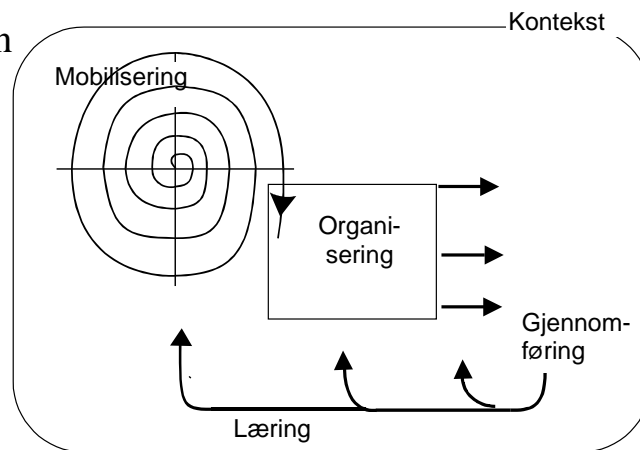 Kontekst
Mobilisering
Organi-
sering
Gjennom-
føring
Læring